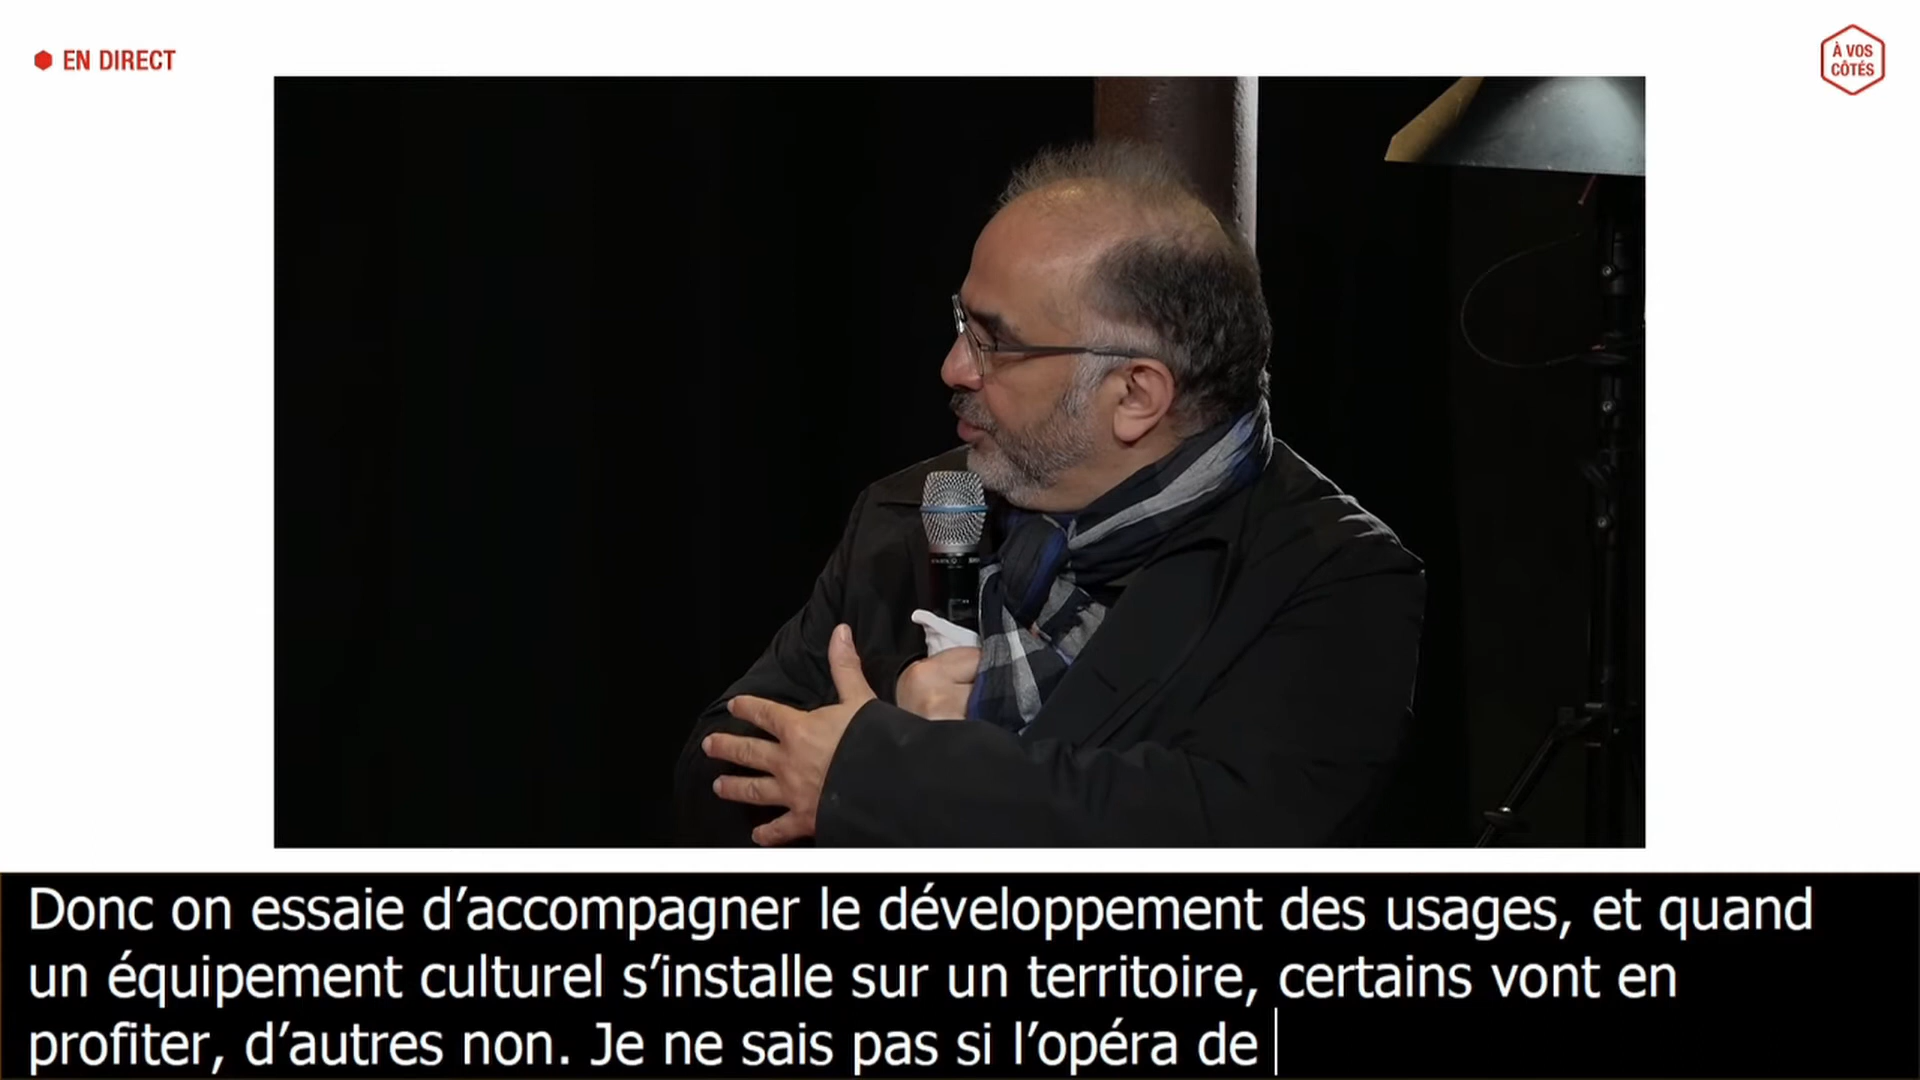 EN DIRECT
À VOS
CÔTÉS
Donc on essaie d’accompagner le développement des usages, et quand
un équipement culturel s’installe sur un territoire, certains vont en
profiter, d’autres non. Je ne sais pas si l’opéra de